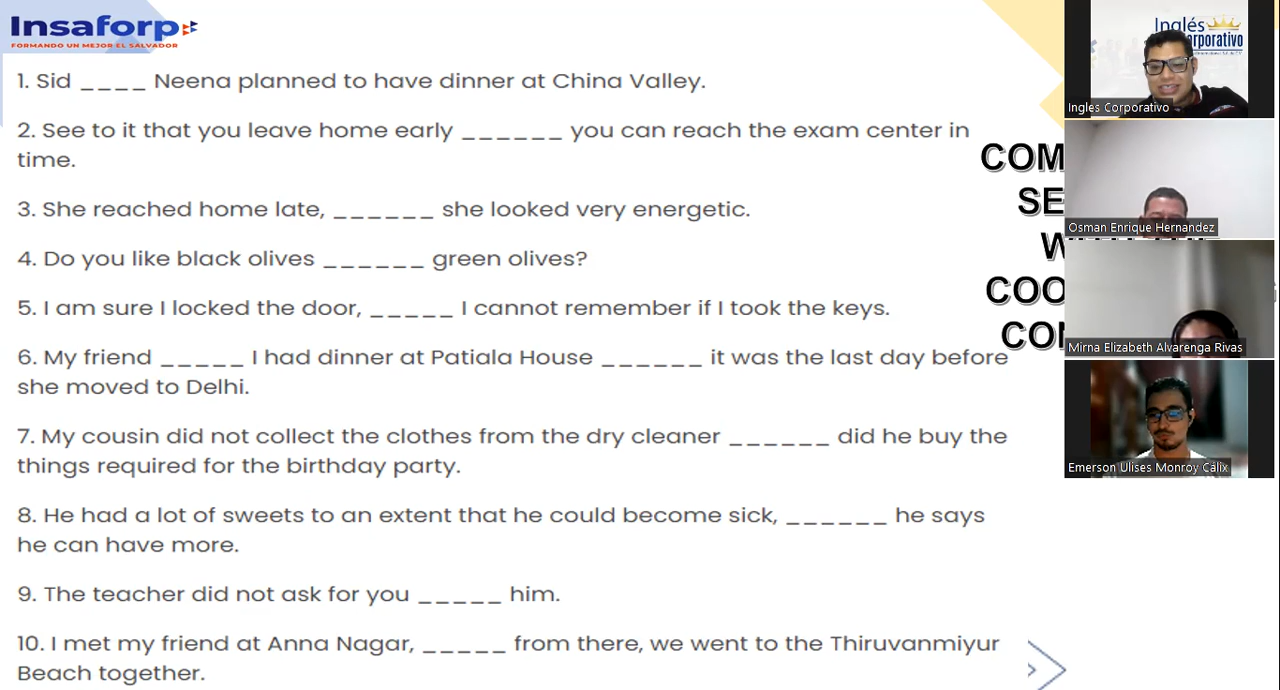 Insaforp
FORMANDO UN MEJOR EL SALVADOR
1. Sid ____ Neena planned to have dinner at China Valley.
2. See to it that you leave home early ______ you can reach the exam center in
time.
3. She reached home late, ______ she looked very energetic.
4. Do you like black olives ______ green olives?
5. I am sure I locked the door, _____ I cannot remember if I took the keys.
6. My friend _____ I had dinner at Patiala House ______ it was the last day before
she moved to Delhi.
7. My cousin did not collect the clothes from the dry cleaner ______ did he buy the
things required for the birthday party.
8. He had a lot of sweets to an extent that he could become sick, ______ he says
he can have more.
9. The teacher did not ask for you _____ him.
10. I met my friend at Anna Nagar, _____ from there, we went to the Thiruvanmiyur
Beach together.
COM
SE
W
COO
CO
Inglés
rporativo
Ingles Corporativo
Osman Enrique Hernandez
Mirna Elizabeth Alvarenga Rivas
Emerson Ulises Monroy Cálix